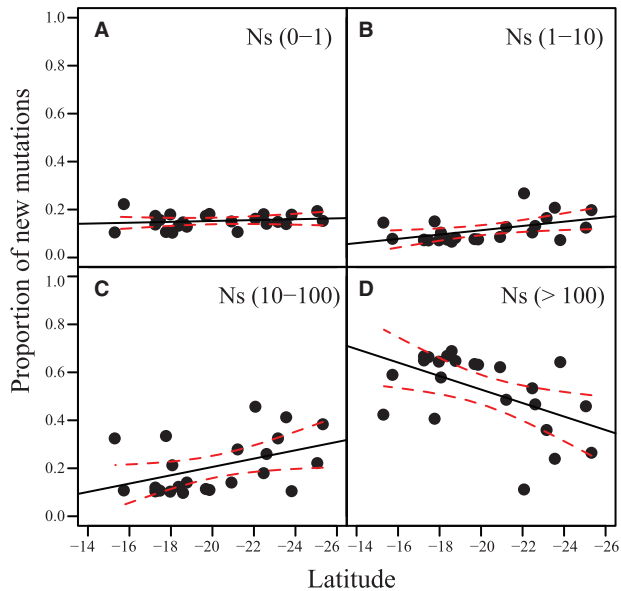 A
Ns (0−1)
B
Ns (1−10)
1.0
0.8
0.6
0.4
0.2
0.0
C
Ns (10−100)
D
Ns (> 100)
1.0
0.8
0.6
0.4
0.2
0.0
Proportion of new mutations
−14 −16 −18 −20 −22 −24 −26
−14 −16 −18 −20 −22 −24 −26
Latitude